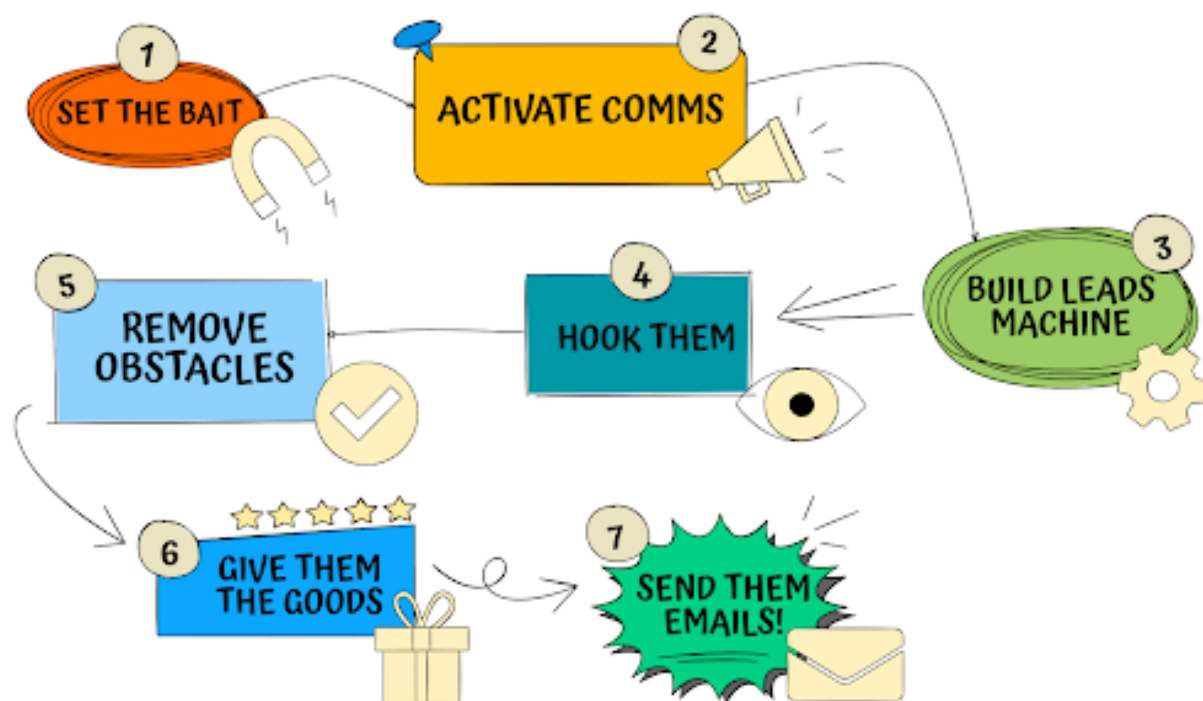 1
SET THE BAIT
2
ACTIVATE COMMS
3
BUILD LEADS
MACHINE
4
HOOK THEM
5
REMOVE
OBSTACLES
6
GIVE THEM
THE GOODS
7
SEND THEM
EMAILS!